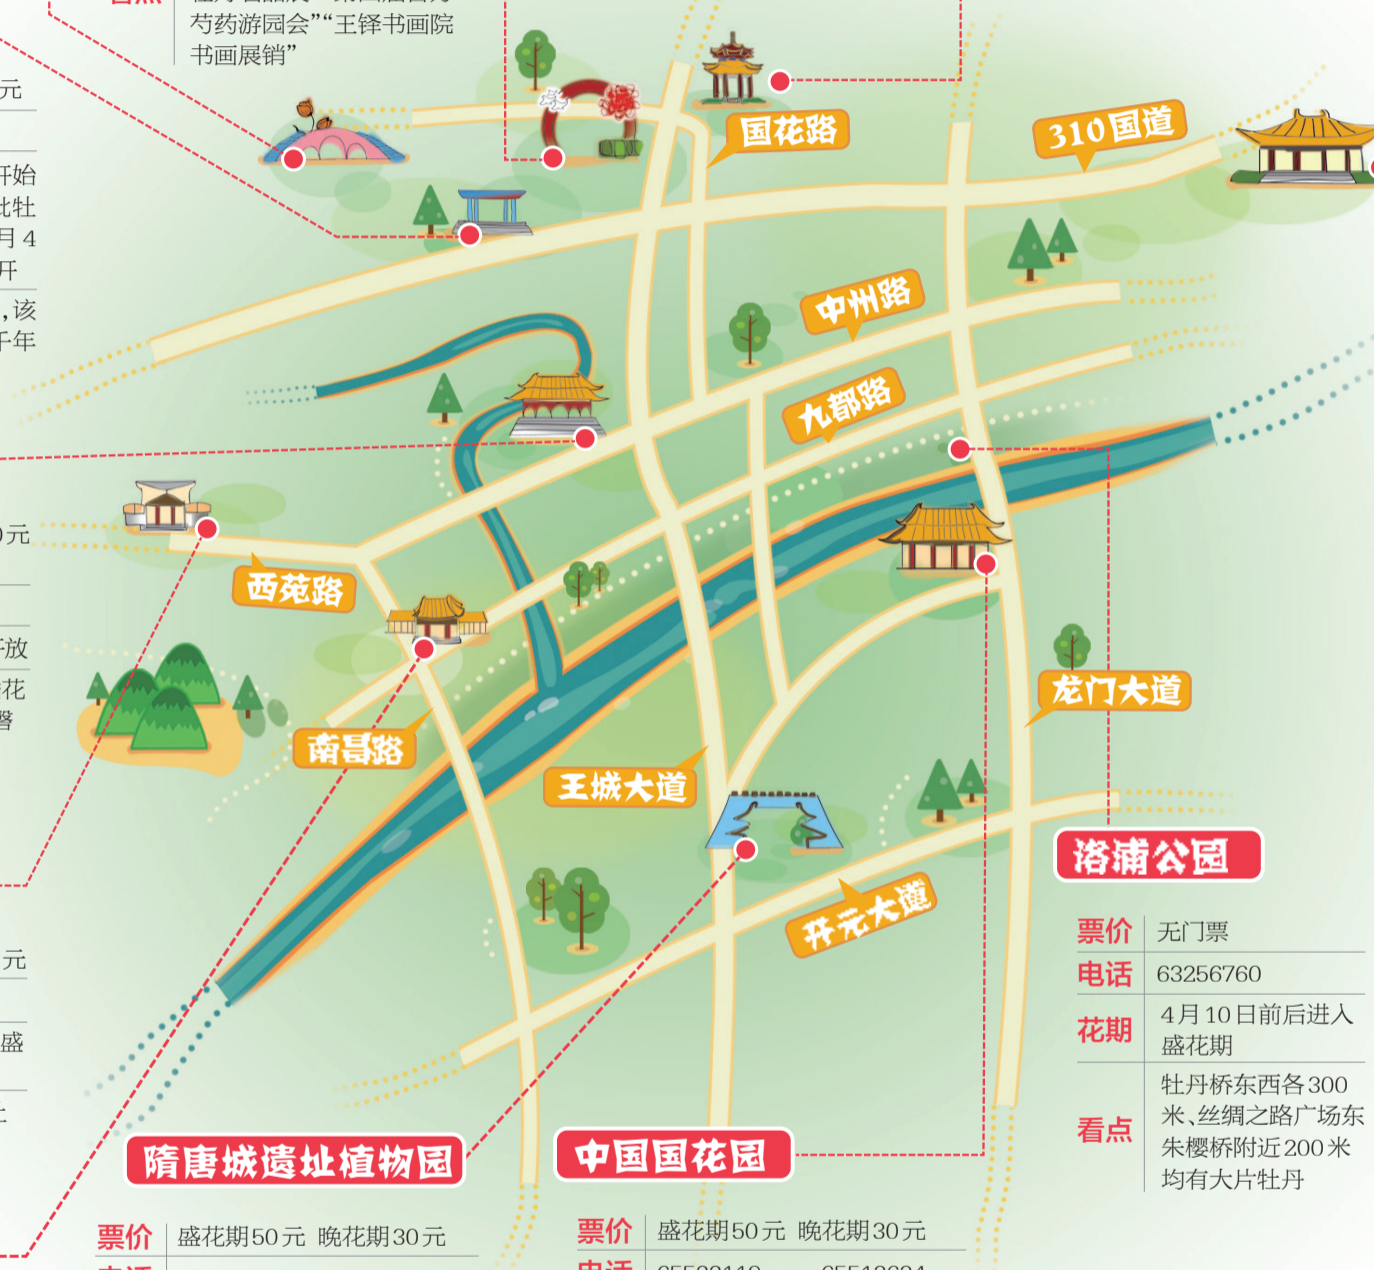 芍药游园会”“王铎书画院
书画展销”
元
国花路
310国道
开始
批牡
月4
开
,该
千年
中州路
九都路
0元
西苑路
开放
花
磬
龙门大道
南昌路
王城大道
洛浦公园
开元大道
票价 无门票
电话 63256760
元
花期 4月10日前后进入
盛花期
盛
看点 牡丹桥东西各300
米、丝绸之路广场东
朱樱桥附近200米
均有大片牡丹
隋唐城遗址植物园
中国国花园
票价 盛花期50元 晚花期30元
票价 盛花期50元 晚花期30元